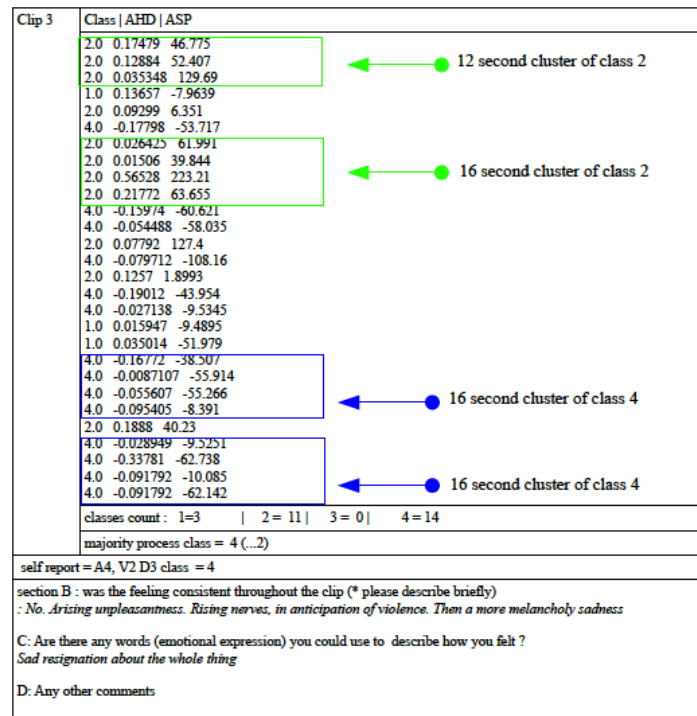 Clip 3
Class | AHD | ASP
2.0 0.17479 46.775
2.0 0.12884 52.407
2.0 0.035348 129.69
12 second cluster of class 2
1.0 0.13657 -7.9639
2.0 0.09299 6.351
4.0 -0.17798 -53.717
2.0 0.026425 61.991
2.0 0.01506 39.844
2.0 0.56528 223.21
2.0 0.21772 63.655
16 second cluster of class 2
4.0 -0.15974 -60.621
4.0 -0.054488 -58.035
2.0 0.07792 127.4
4.0 -0.079712 -108.16
2.0 0.1257 1.8993
4.0 -0.19012 -43.954
4.0 -0.027138 -9.5345
1.0 0.015947 -9.4895
1.0 0.035014 -51.979
4.0 -0.16772 -38.507
4.0 -0.0087107 -55.914
4.0 -0.055607 -55.266
4.0 -0.095405 -8.391
16 second cluster of class 4
2.0 0.1888 40.23
4.0 -0.028949 -9.5251
4.0 -0.33781 -62.738
4.0 -0.091792 -10.085
4.0 -0.091792 -62.142
16 second cluster of class 4
classes count : 1=3 | 2 = 11 | 3 = 0 | 4 = 14
majority process class = 4 (...2)
self report = A4, V2 D3 class = 4
section B : was the feeling consistent throughout the clip (* please describe briefly)
: No. Arising unpleasantness. Rising nerves, in anticipation of violence. Then a more melancholy sadness
C: Are there any words (emotional expression) you could use to describe how you felt ?
Sad resignation about the whole thing
D: Any other comments